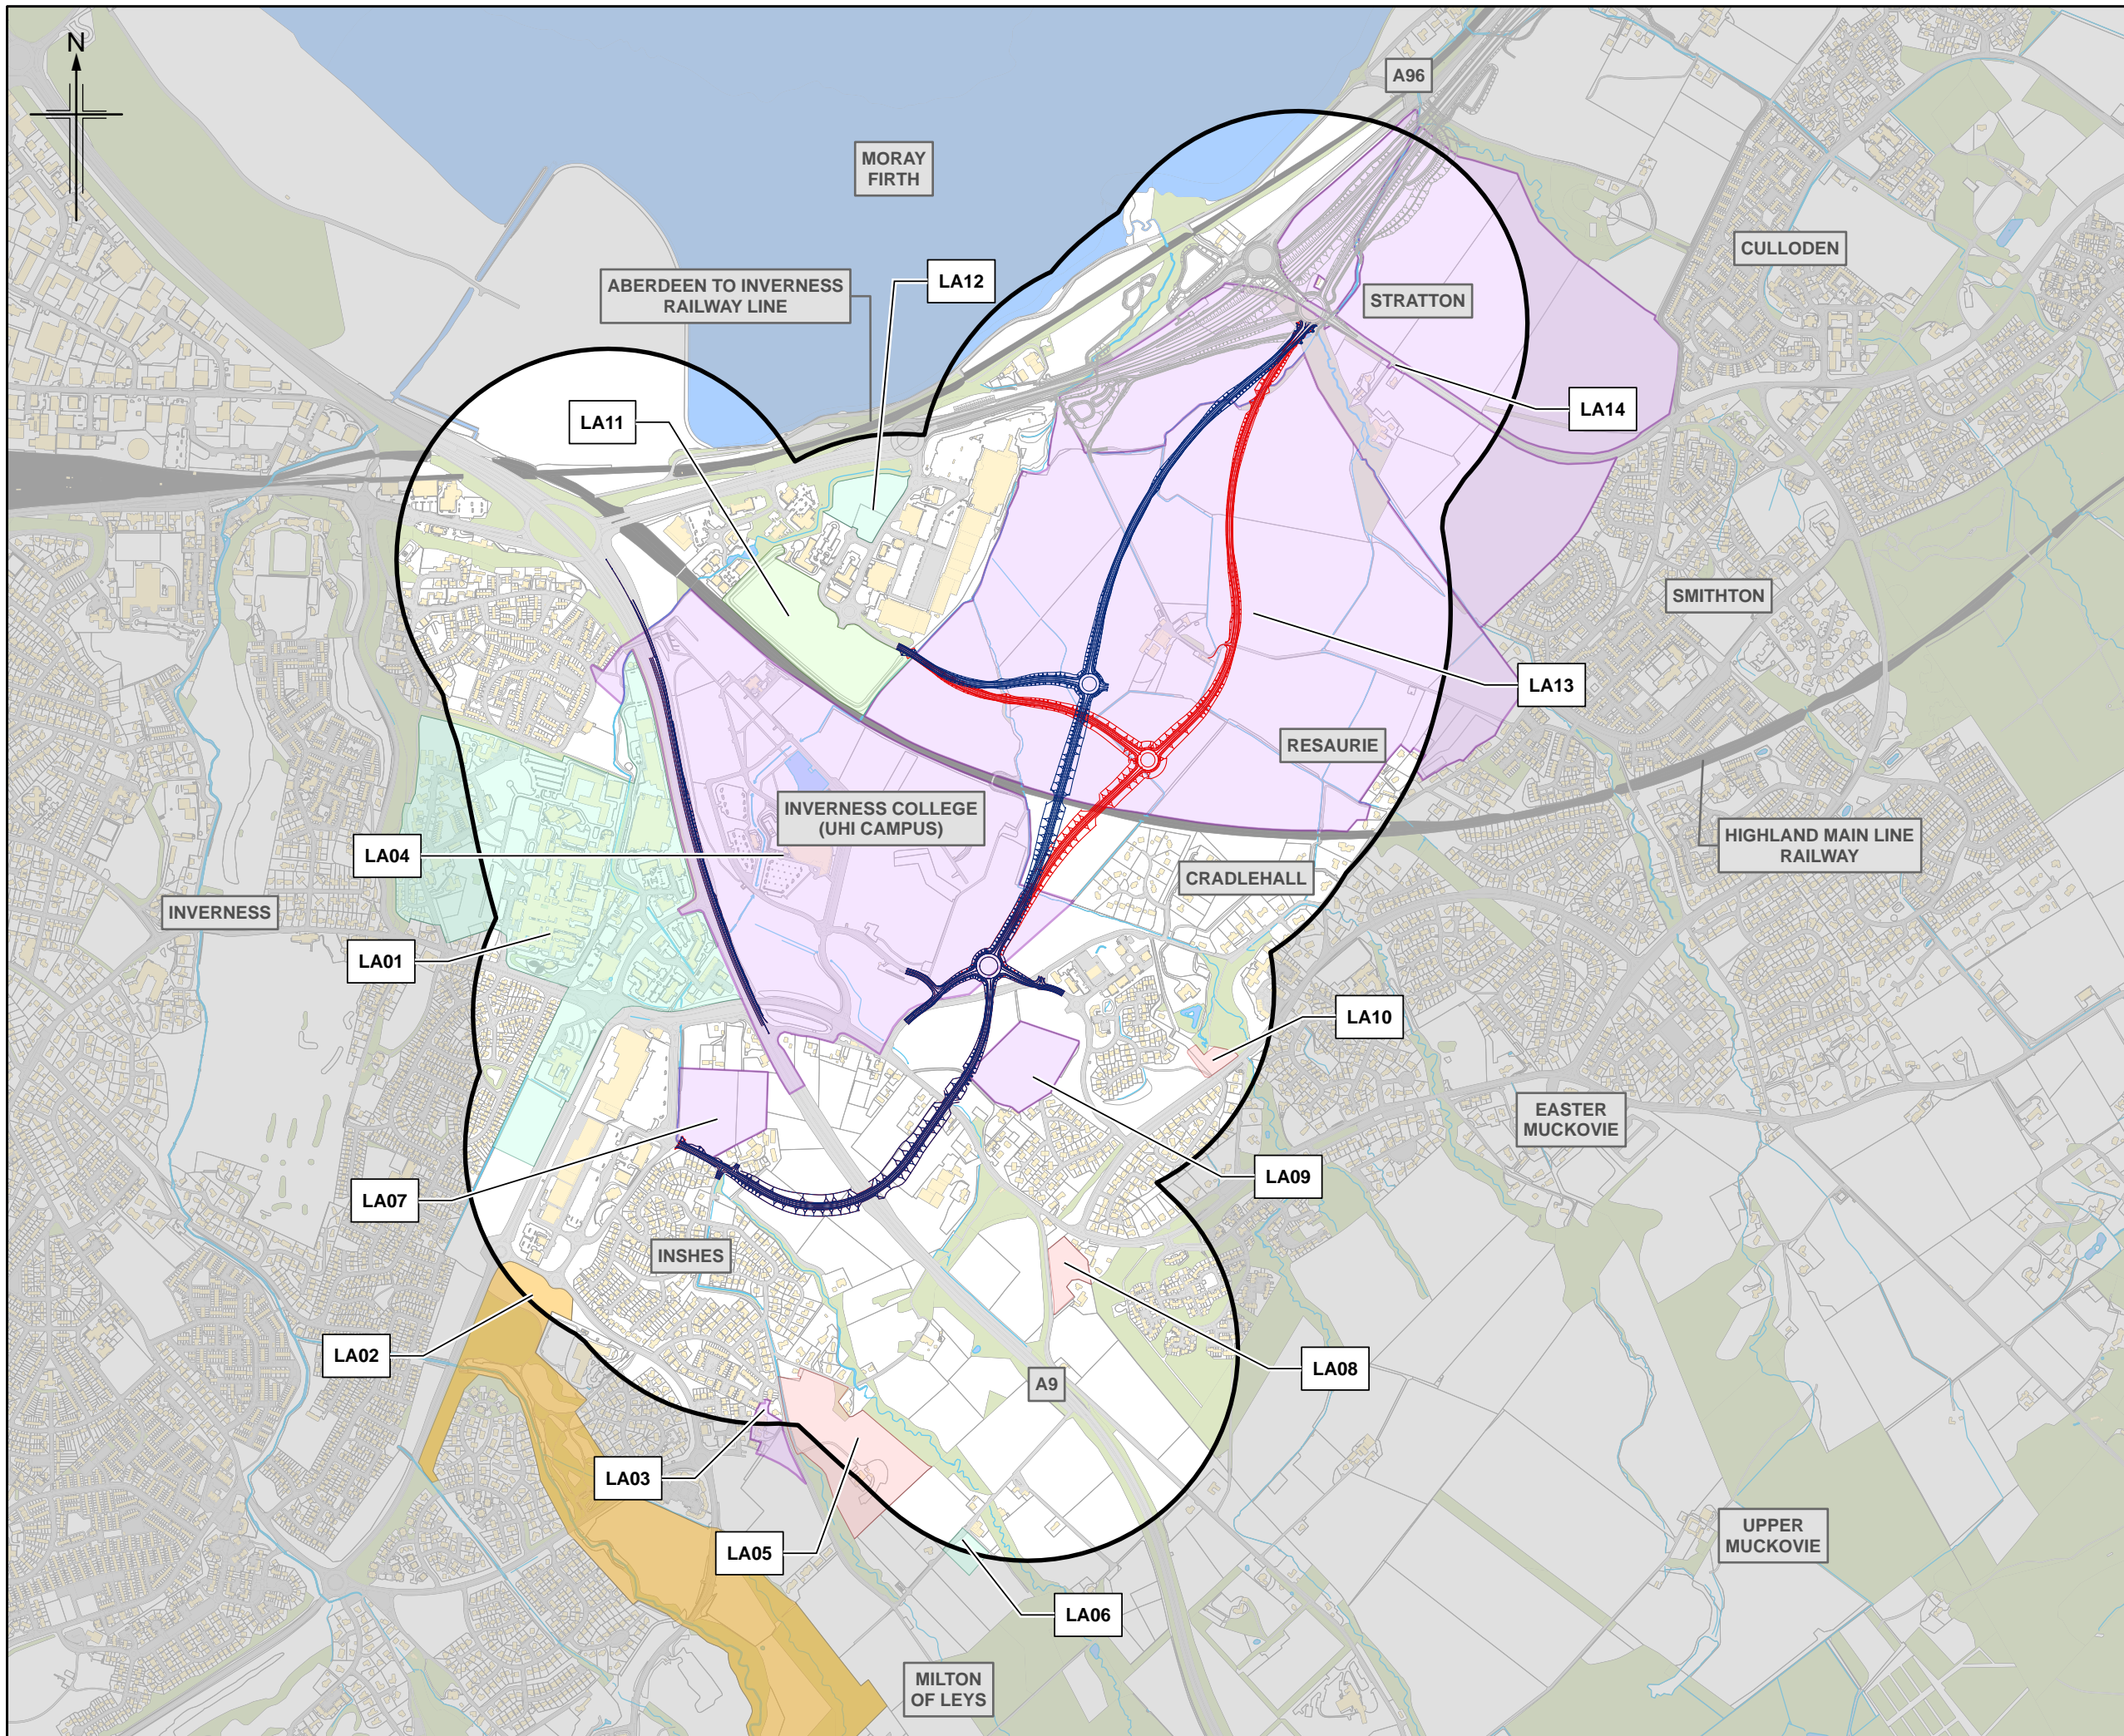 N
A96
MORAY
FIRTH
CULLODEN
ABERDEEN TO INVERNESS
RAILWAY LINE
LA12
STRATTON
LA11
LA14
SMITHTON
LA13
RESAURIE
INVERNESS COLLEGE
(UHI CAMPUS)
HIGHLAND MAIN LINE
RAILWAY
LA04
CRADLEHALL
INVERNESS
LA01
LA10
EASTER
MUCKOVIE
LA09
LA07
INSHES
LA02
LA08
A9
LA03
UPPER
MUCKOVIE
LA05
LA06
MILTON
OF LEYS